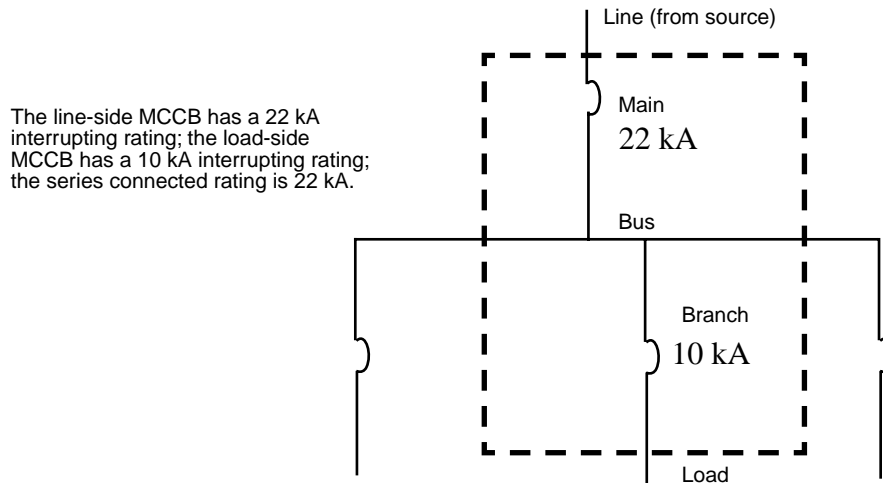 Line (from source)
The line-side MCCB has a 22 kA
interrupting rating; the load-side
MCCB has a 10 kA interrupting rating;
the series connected rating is 22 kA.
Main
22 kA
Bus
Branch
10 kA
Load